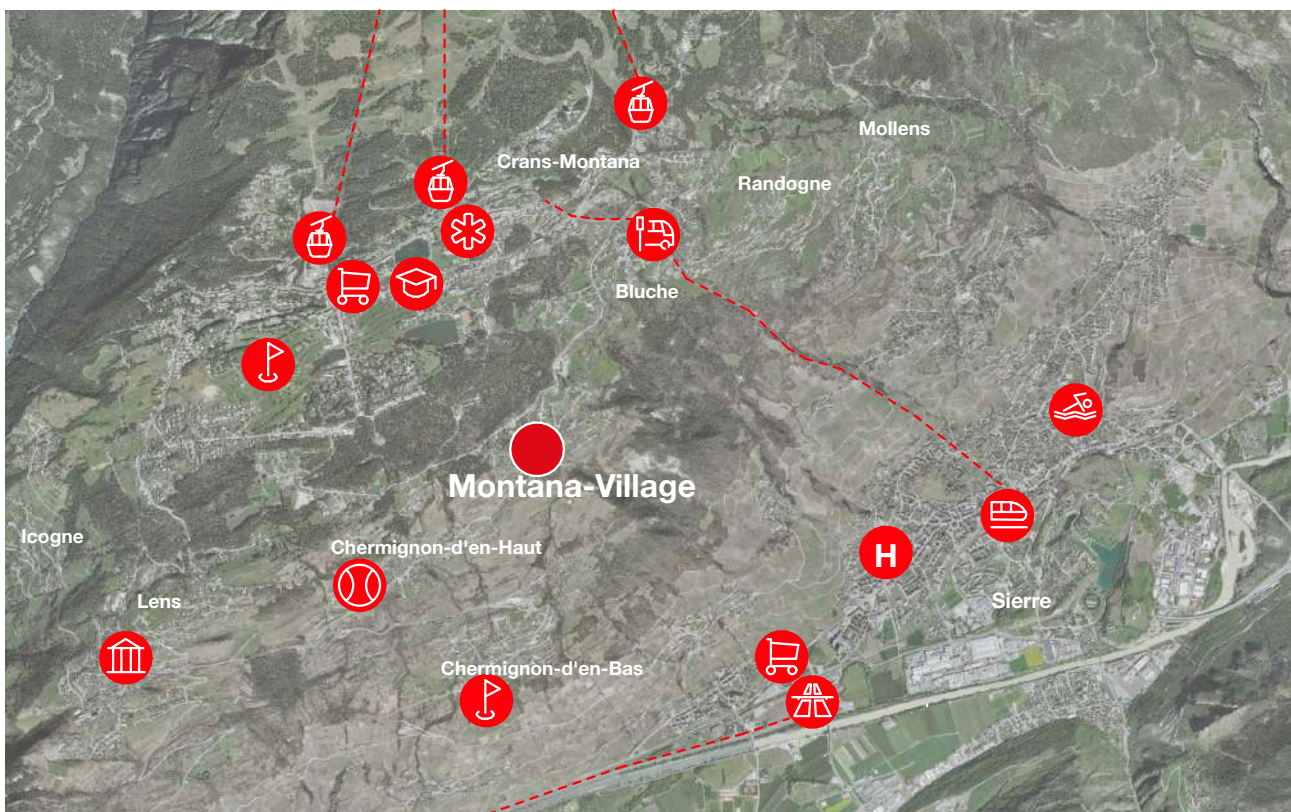 Mollens
Crans-Montana
Randogne
Bluche
Montana-Village
Icogne
Chermignon-d'en-Haut
H
Lens
Sierre
Chermignon-d'en-Bas